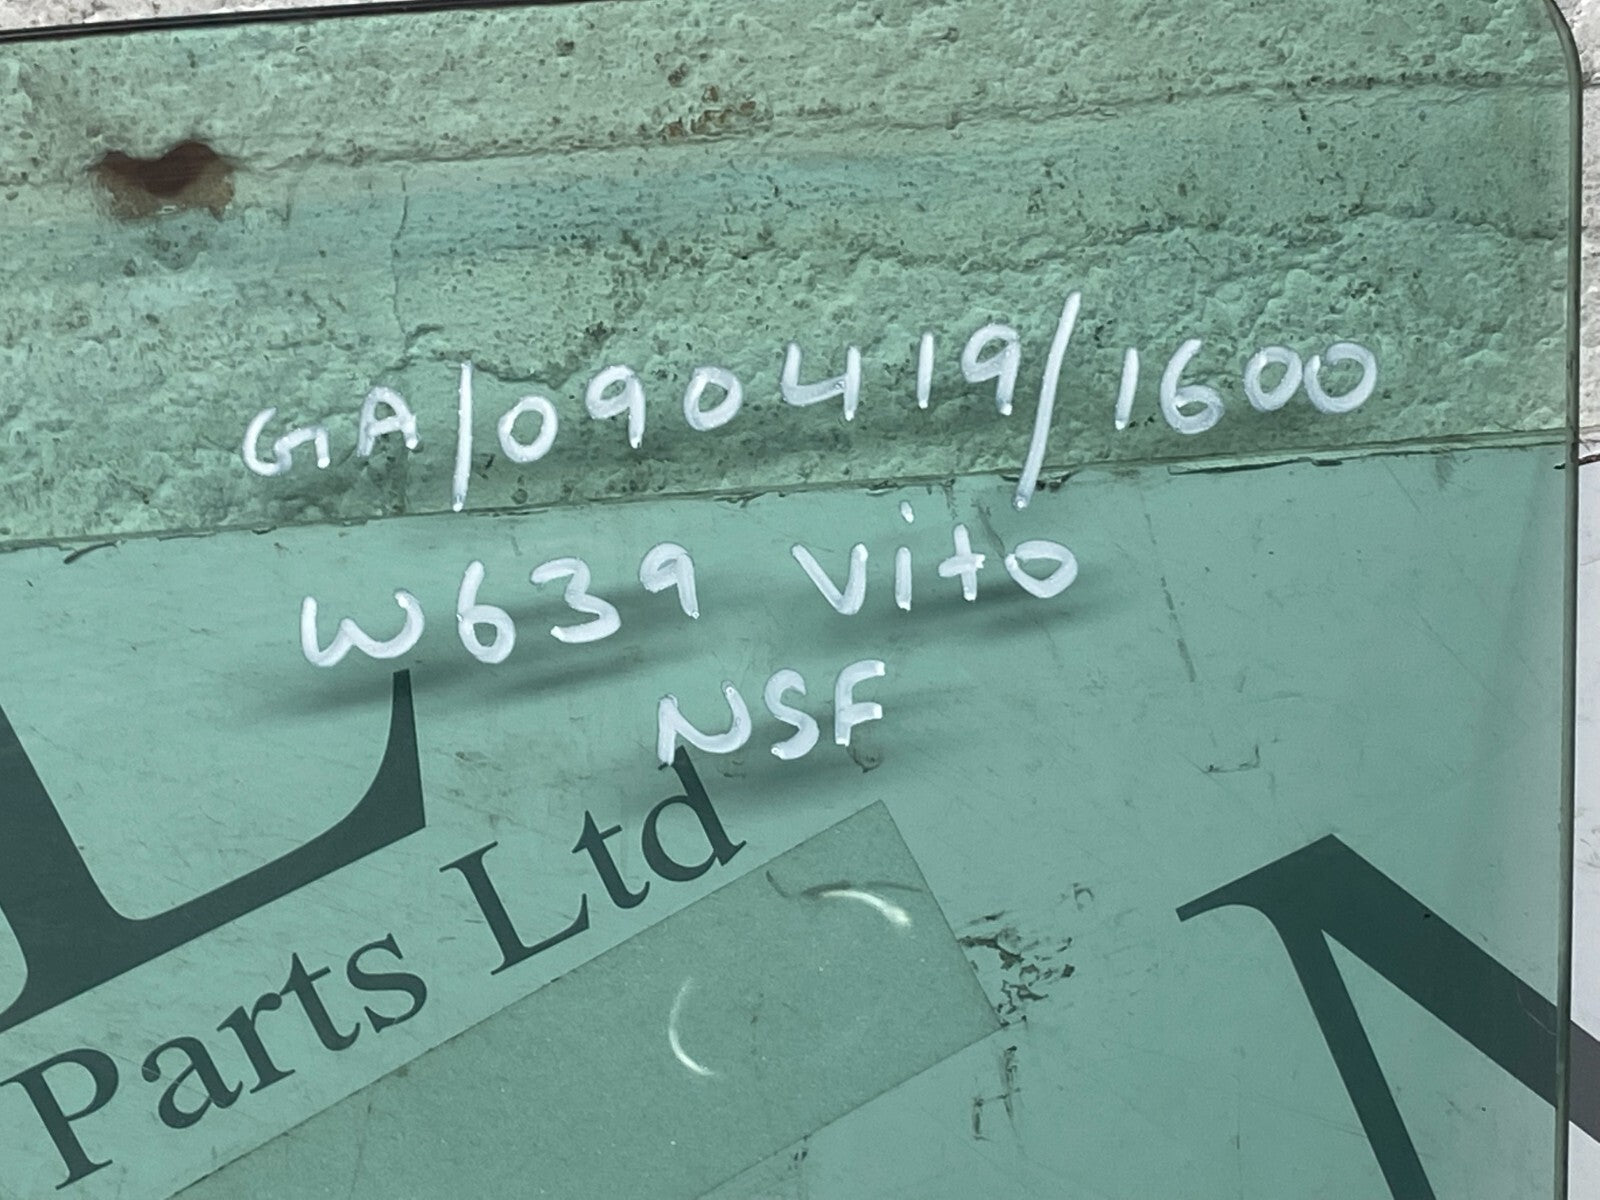 GA/090419/1600
W639 Vito
NSF
L
Parts Ltd